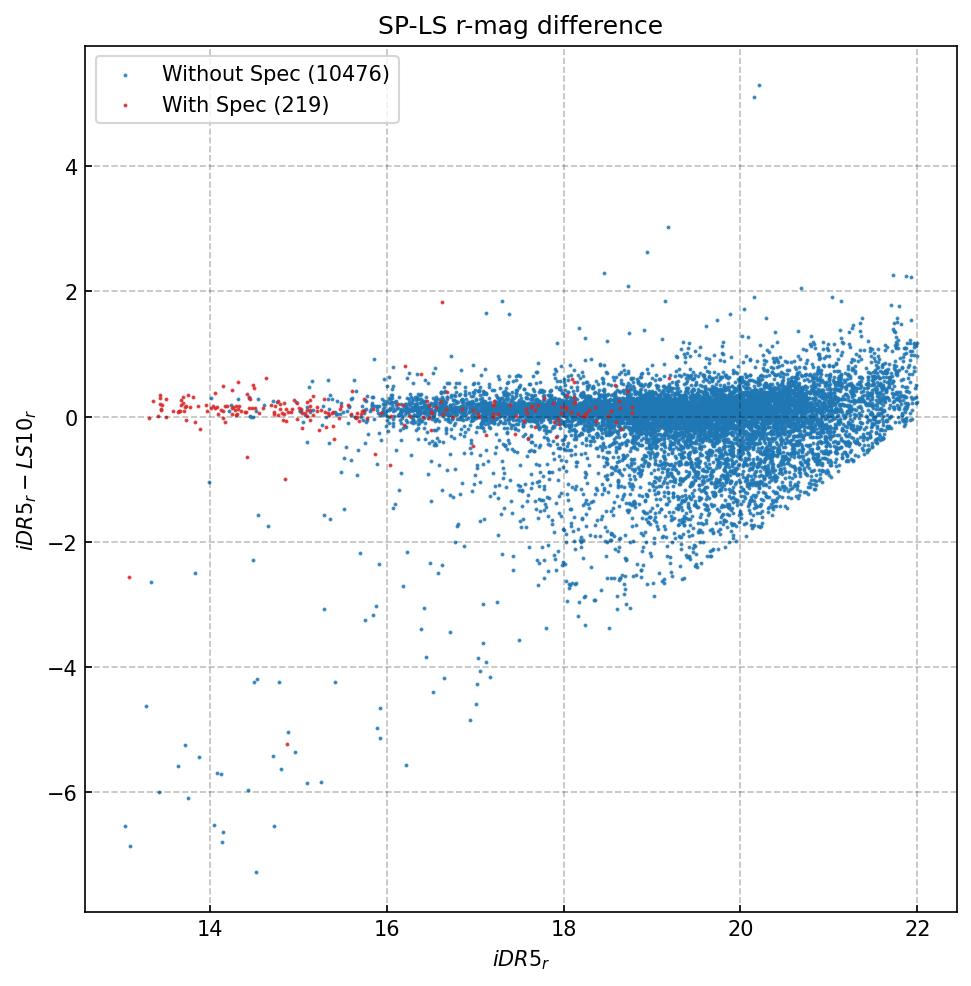 SP-LS r-mag difference
Without Spec (10476)
With Spec (219)
4
2
0
−2
−4
−6
iDR5r − LS10r
14 16 18 20 22
iDR5r